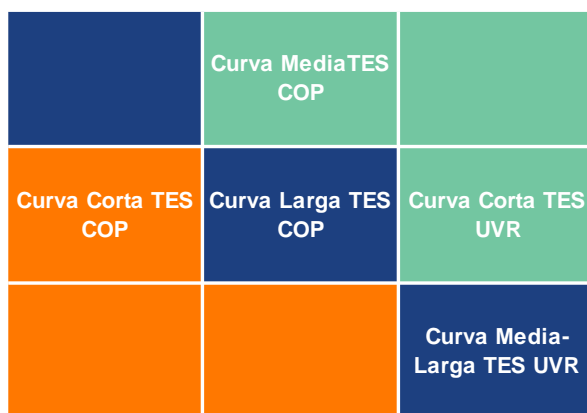 Curva MediaTES
COP
Curva Corta TES
COP
Curva Larga TES
COP
Curva Corta TES
UVR
Curva Media-
Larga TES UVR